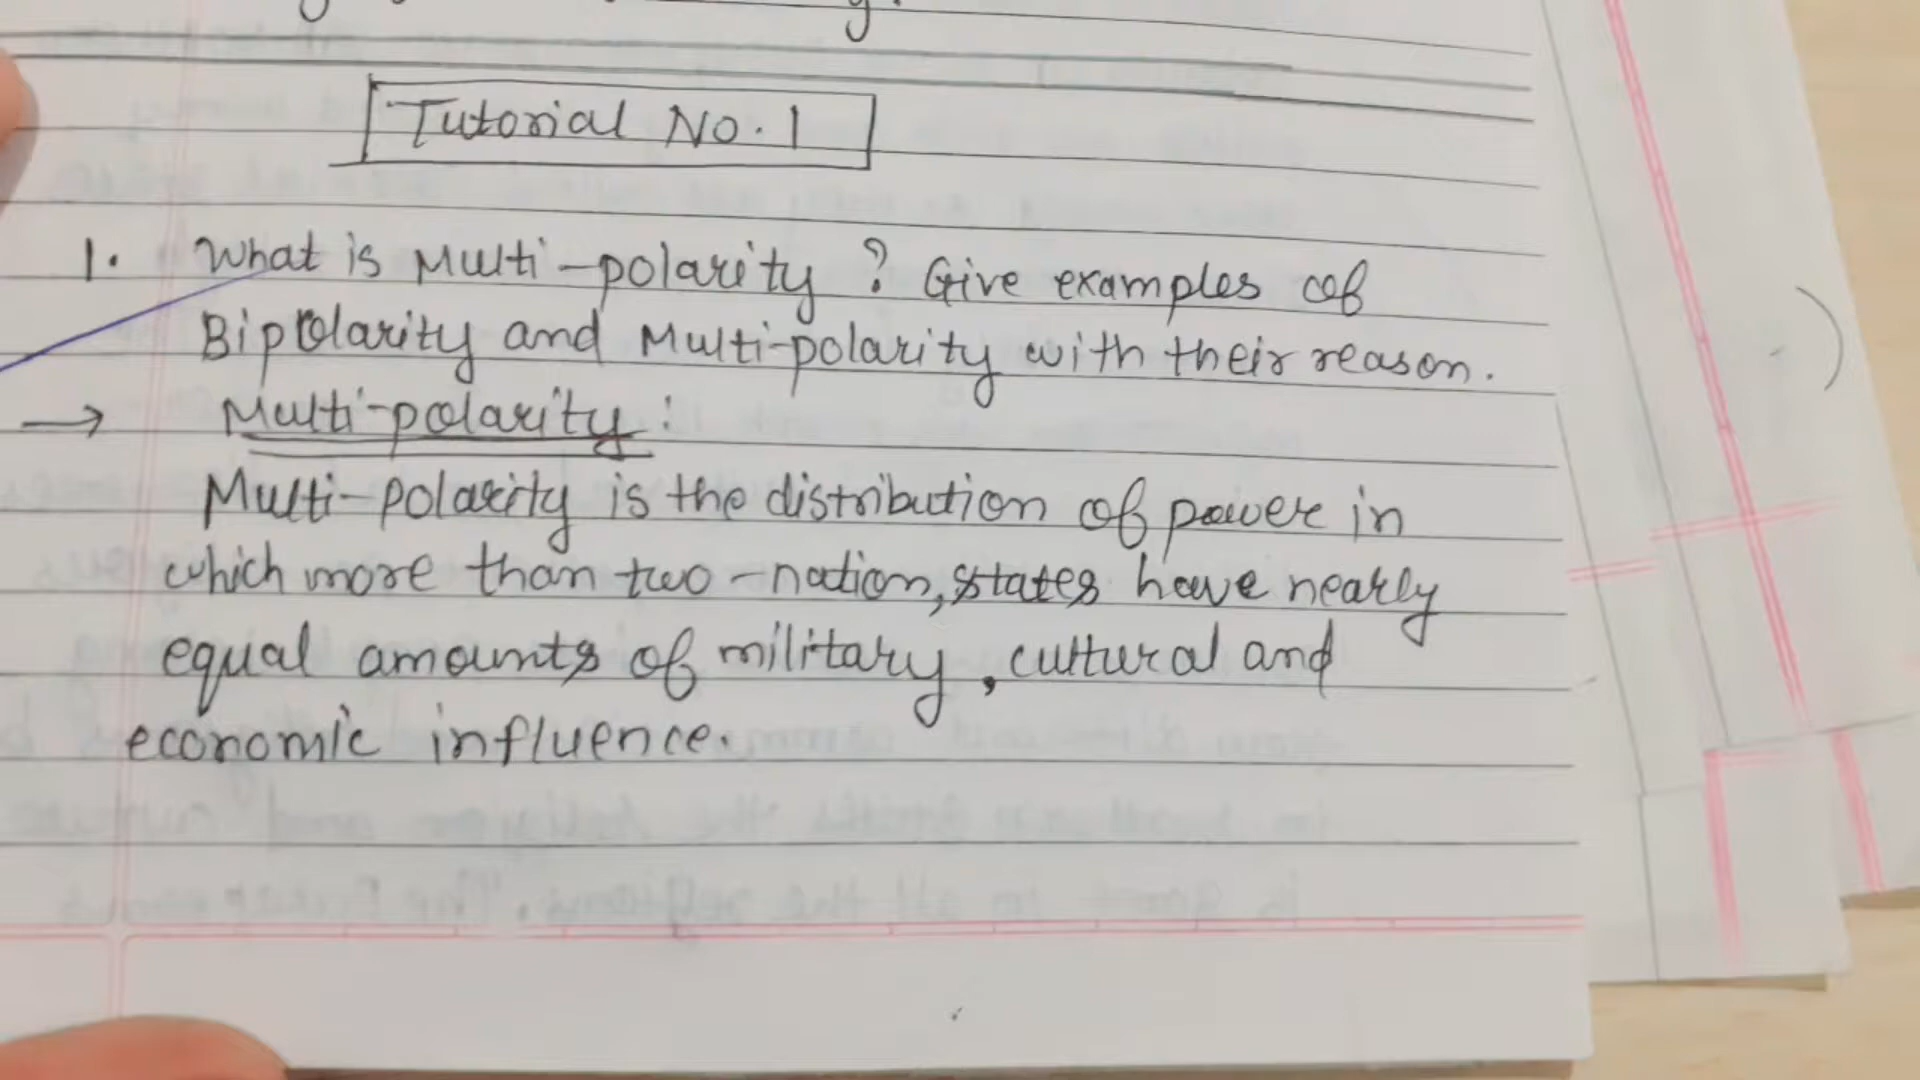 Tutorial No. 1
1. What is Multi-polarity? Give examples of
Bipolarity and Multi-polarity with their reason.
→ Multi-polarity:
Multi-polarity is the distribution of power in
which more than two-nation, states have nearly
equal amounts of military, cultural and
economic influence.